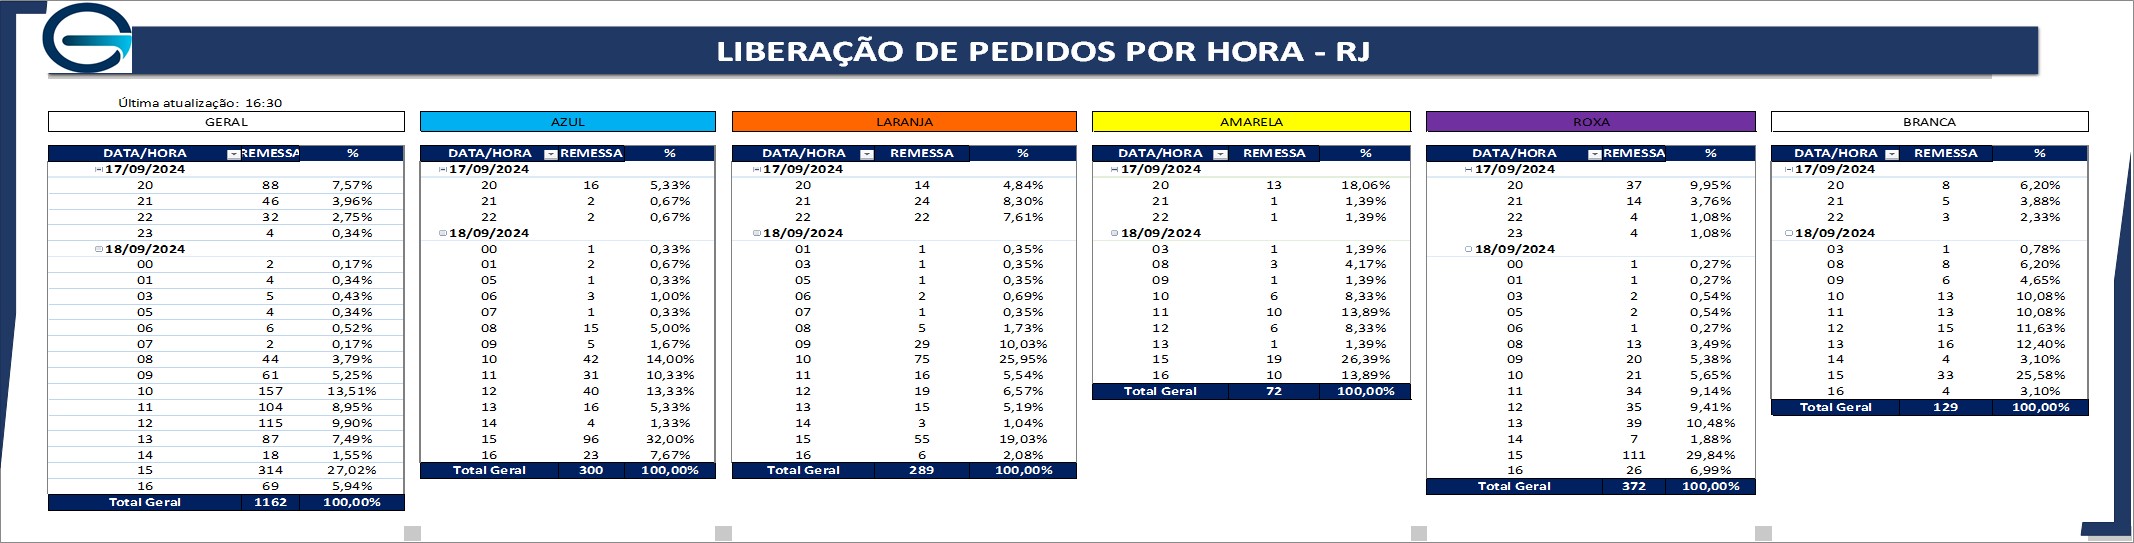 LIBERAÇÃO DE PEDIDOS POR HORA - RJ
Última atualização: 16:30
GERAL
DATA/HORA REMESSA %
17/09/2024
20 88 7,57%
21 46 3,96%
22 32 2,75%
23 4 0,34%
18/09/2024
00 2 0,17%
01 4 0,34%
03 5 0,43%
05 4 0,34%
06 6 0,52%
07 2 0,17%
08 44 3,79%
09 61 5,25%
10 157 13,51%
11 104 8,95%
12 115 9,90%
13 87 7,49%
14 18 1,55%
15 314 27,02%
16 69 5,94%
Total Geral 1162 100,00%
AZUL
DATA/HORA REMESSA %
17/09/2024
20 16 5,33%
21 2 0,67%
22 2 0,67%
18/09/2024
00 1 0,33%
01 2 0,67%
05 1 0,33%
06 3 1,00%
07 1 0,33%
08 15 5,00%
09 5 1,67%
10 42 14,00%
11 31 10,33%
12 40 13,33%
13 16 5,33%
14 4 1,33%
15 96 32,00%
16 23 7,67%
Total Geral 300 100,00%
LARANJA
DATA/HORA REMESSA %
17/09/2024
20 14 4,84%
21 24 8,30%
22 22 7,61%
18/09/2024
01 1 0,35%
03 1 0,35%
05 1 0,35%
06 2 0,69%
07 1 0,35%
08 5 1,73%
09 29 10,03%
10 75 25,95%
11 16 5,54%
12 19 6,57%
13 15 5,19%
14 3 1,04%
15 55 19,03%
16 6 2,08%
Total Geral 289 100,00%
AMARELA
DATA/HORA REMESSA %
17/09/2024
20 13 18,06%
21 1 1,39%
22 1 1,39%
18/09/2024
03 1 1,39%
08 3 4,17%
09 1 1,39%
10 6 8,33%
11 10 13,89%
12 6 8,33%
13 1 1,39%
15 19 26,39%
16 10 13,89%
Total Geral 72 100,00%
ROXA
DATA/HORA REMESSA %
17/09/2024
20 37 9,95%
21 14 3,76%
22 4 1,08%
23 4 1,08%
18/09/2024
00 1 0,27%
01 1 0,27%
03 2 0,54%
05 2 0,54%
06 1 0,27%
08 13 3,49%
09 20 5,38%
10 21 5,65%
11 34 9,14%
12 35 9,41%
13 39 10,48%
14 7 1,88%
15 111 29,84%
16 26 6,99%
Total Geral 372 100,00%
BRANCA
DATA/HORA REMESSA %
17/09/2024
20 8 6,20%
21 5 3,88%
22 3 2,33%
18/09/2024
03 1 0,78%
08 8 6,20%
09 6 4,65%
10 13 10,08%
11 13 10,08%
12 15 11,63%
13 16 12,40%
14 4 3,10%
15 33 25,58%
16 4 3,10%
Total Geral 129 100,00%